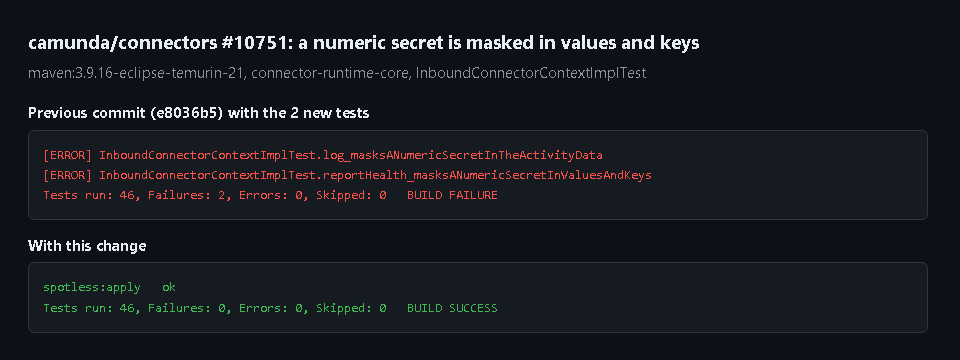 camunda/connectors #10751: a numeric secret is masked in values and keys
maven:3.9.16-eclipse-temurin-21, connector-runtime-core, InboundConnectorContextImplTest
Previous commit (e8036b5) with the 2 new tests
[ERROR] InboundConnectorContextImplTest.log_masksANumericSecretInTheActivityData
[ERROR] InboundConnectorContextImplTest.reportHealth_masksANumericSecretInValuesAndKeys
Tests run: 46, Failures: 2, Errors: 0, Skipped: 0   BUILD FAILURE
With this change
spotless:apply   ok
Tests run: 46, Failures: 0, Errors: 0, Skipped: 0   BUILD SUCCESS